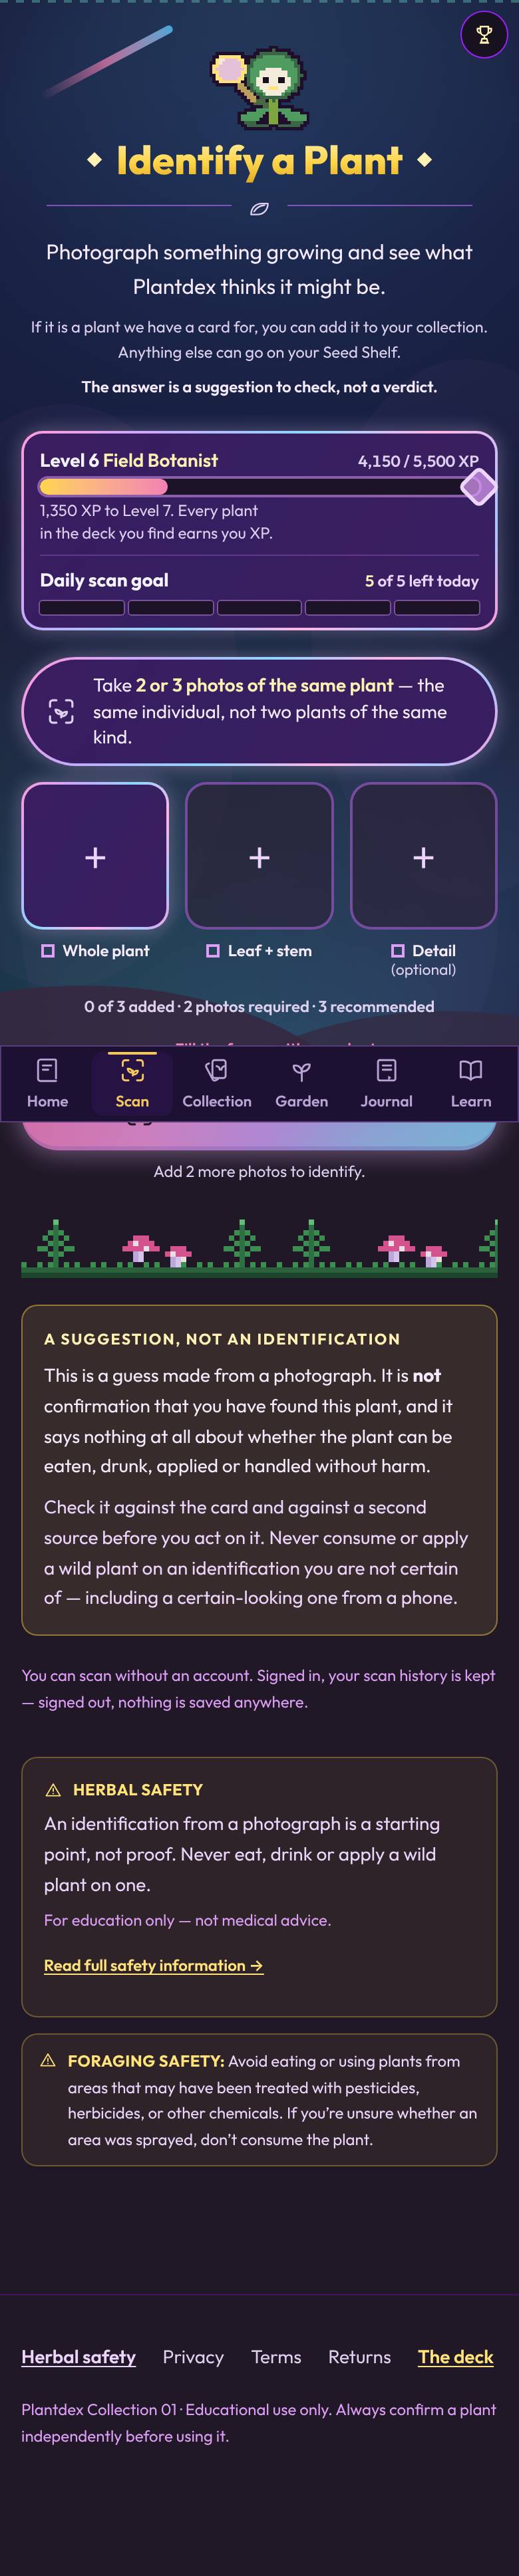 Identify a Plant
Photograph something growing and see what
Plantdex thinks it might be.
If it is a plant we have a card for, you can add it to your collection.
Anything else can go on your Seed Shelf.
The answer is a suggestion to check, not a verdict.
Level 6 Field Botanist
4,150 / 5,500 XP
1,350 XP to Level 7. Every plant
in the deck you find earns you XP.
Daily scan goal
5 of 5 left today
Take 2 or 3 photos of the same plant — the
same individual, not two plants of the same
kind.
Whole plant
Leaf + stem
Detail
(optional)
0 of 3 added · 2 photos required · 3 recommended
Home
Scan
Collection
Garden
Journal
Learn
Add 2 more photos to identify.
A SUGGESTION, NOT AN IDENTIFICATION
This is a guess made from a photograph. It is not
confirmation that you have found this plant, and it
says nothing at all about whether the plant can be
eaten, drunk, applied or handled without harm.
Check it against the card and against a second
source before you act on it. Never consume or apply
a wild plant on an identification you are not certain
of — including a certain-looking one from a phone.
You can scan without an account. Signed in, your scan history is kept
— signed out, nothing is saved anywhere.
HERBAL SAFETY
An identification from a photograph is a starting
point, not proof. Never eat, drink or apply a wild
plant on one.
For education only — not medical advice.
Read full safety information →
FORAGING SAFETY: Avoid eating or using plants from
areas that may have been treated with pesticides,
herbicides, or other chemicals. If you're unsure whether an
area was sprayed, don't consume the plant.
Herbal safety
Privacy
Terms
Returns
The deck
Plantdex Collection 01 · Educational use only. Always confirm a plant
independently before using it.